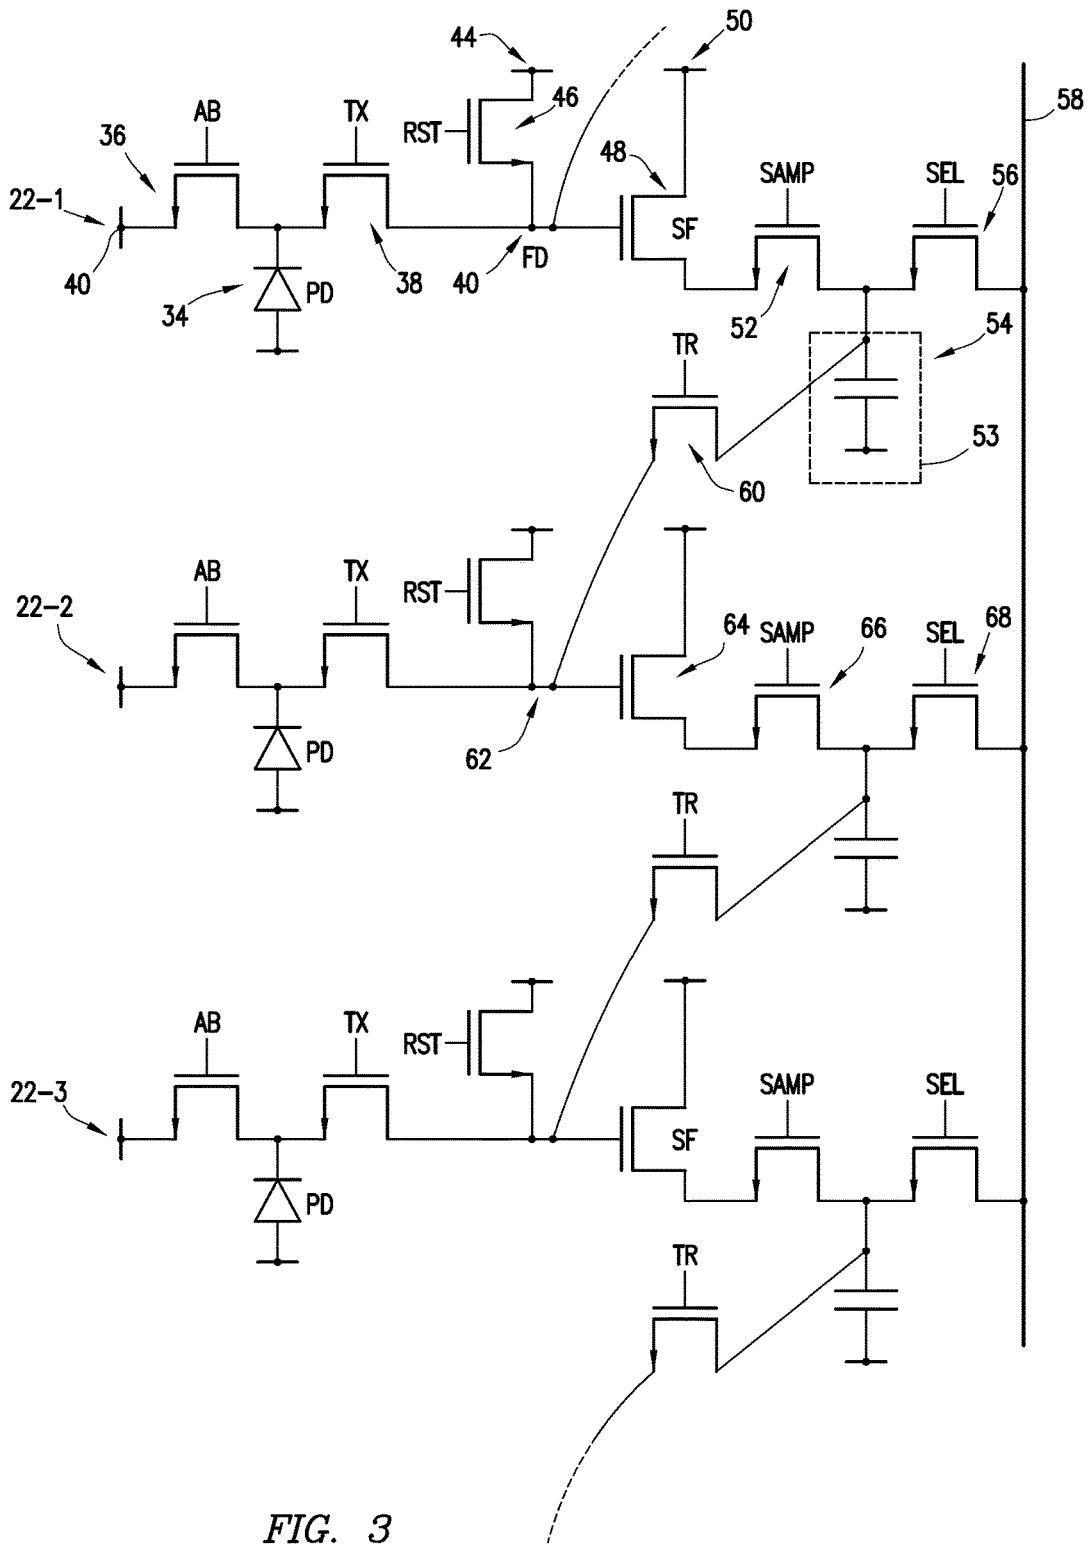 50
44
46
58
AB
TX
RST
36
48
SAMP
SEL
56
22-1
SF
40
FD
40
38
34
PD
52
54
TR
53
60
AB
TX
RST
22-2
64
SAMP
66
SEL
68
62
PD
TR
AB
TX
RST
22-3
SAMP
SEL
SF
PD
TR
FIG. 3